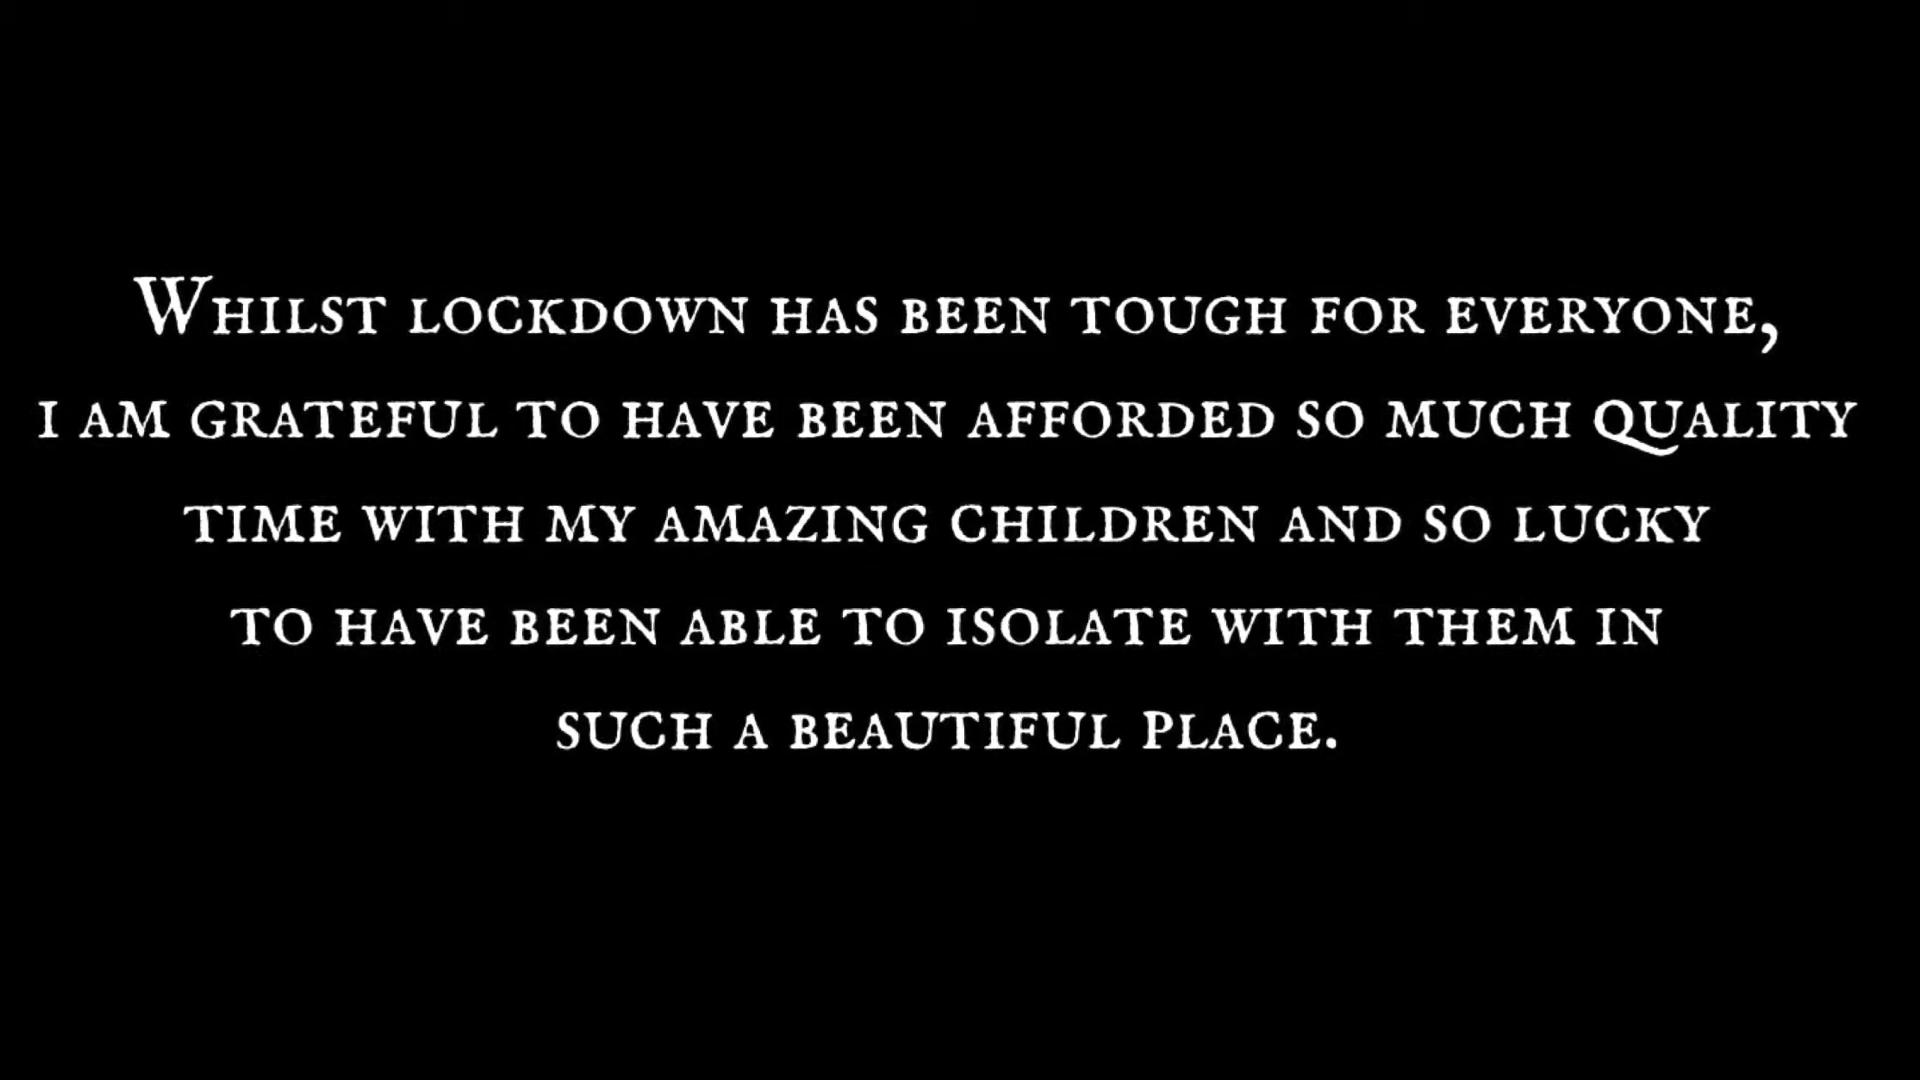 Whilst lockdown has been tough for everyone,
i am grateful to have been afforded so much quality
time with my amazing children and so lucky
to have been able to isolate with them in
such a beautiful place.